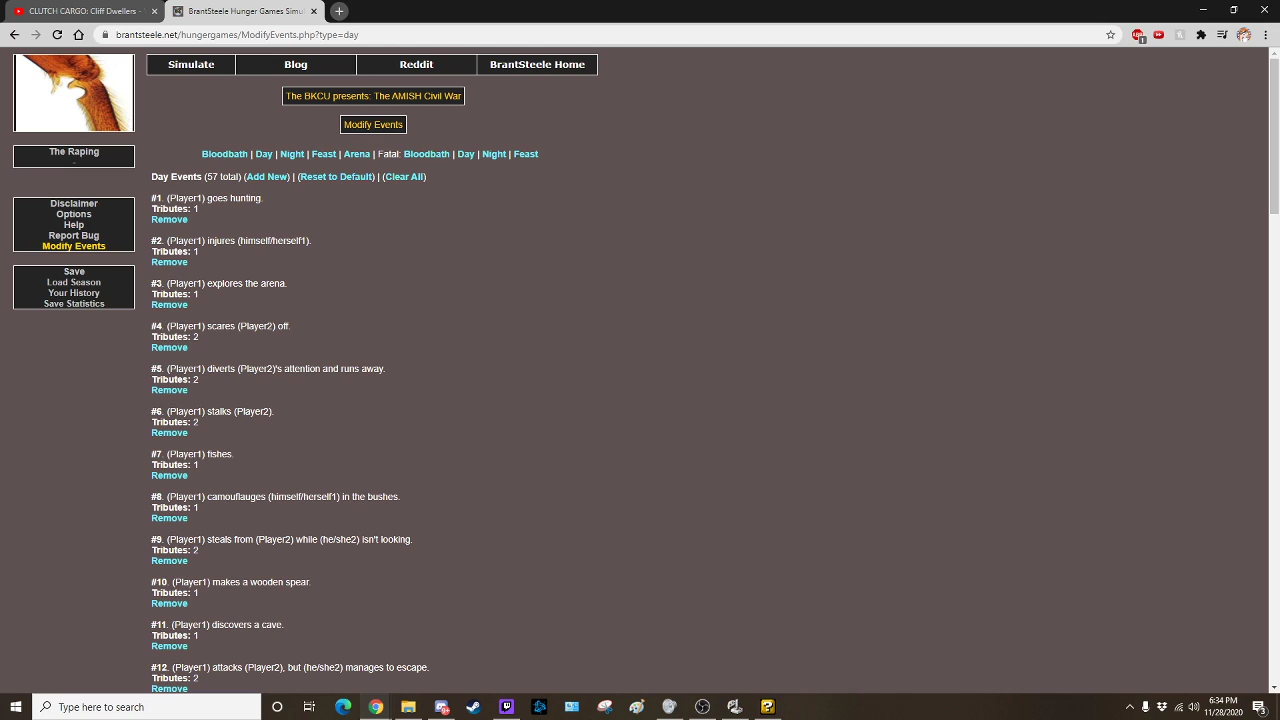 CLUTCH CARGO: Cliff Dwellers -
BrantSteele Hunger Games Simu
brantsteele.net/hungergames/ModifyEvents.php?type=day
1
Simulate
Blog
Reddit
BrantSteele Home
The BKCU presents: The AMISH Civil War
Modify Events
The Raping
-
Bloodbath | Day | Night | Feast | Arena | Fatal: Bloodbath | Day | Night | Feast
Day Events (57 total) (Add New) | (Reset to Default) | (Clear All)
Disclaimer
Options
Help
Report Bug
Modify Events
Save
Load Season
Your History
Save Statistics
#1. (Player1) goes hunting.
Tributes: 1
Remove
#2. (Player1) injures (himself/herself1).
Tributes: 1
Remove
#3. (Player1) explores the arena.
Tributes: 1
Remove
#4. (Player1) scares (Player2) off.
Tributes: 2
Remove
#5. (Player1) diverts (Player2)'s attention and runs away.
Tributes: 2
Remove
#6. (Player1) stalks (Player2).
Tributes: 2
Remove
#7. (Player1) fishes.
Tributes: 1
Remove
#8. (Player1) camouflauges (himself/herself1) in the bushes.
Tributes: 1
Remove
#9. (Player1) steals from (Player2) while (he/she2) isn't looking.
Tributes: 2
Remove
#10. (Player1) makes a wooden spear.
Tributes: 1
Remove
#11. (Player1) discovers a cave.
Tributes: 1
Remove
#12. (Player1) attacks (Player2), but (he/she2) manages to escape.
Tributes: 2
Remove
Type here to search
6:34 PM
11/28/2020